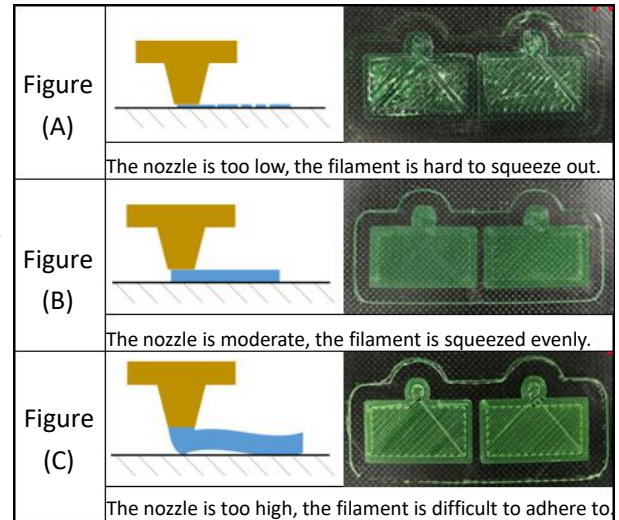 Figure
(A)
The nozzle is too low, the filament is hard to squeeze out.
Figure
(B)
The nozzle is moderate, the filament is squeezed evenly.
Figure
(C)
The nozzle is too high, the filament is difficult to adhere to.